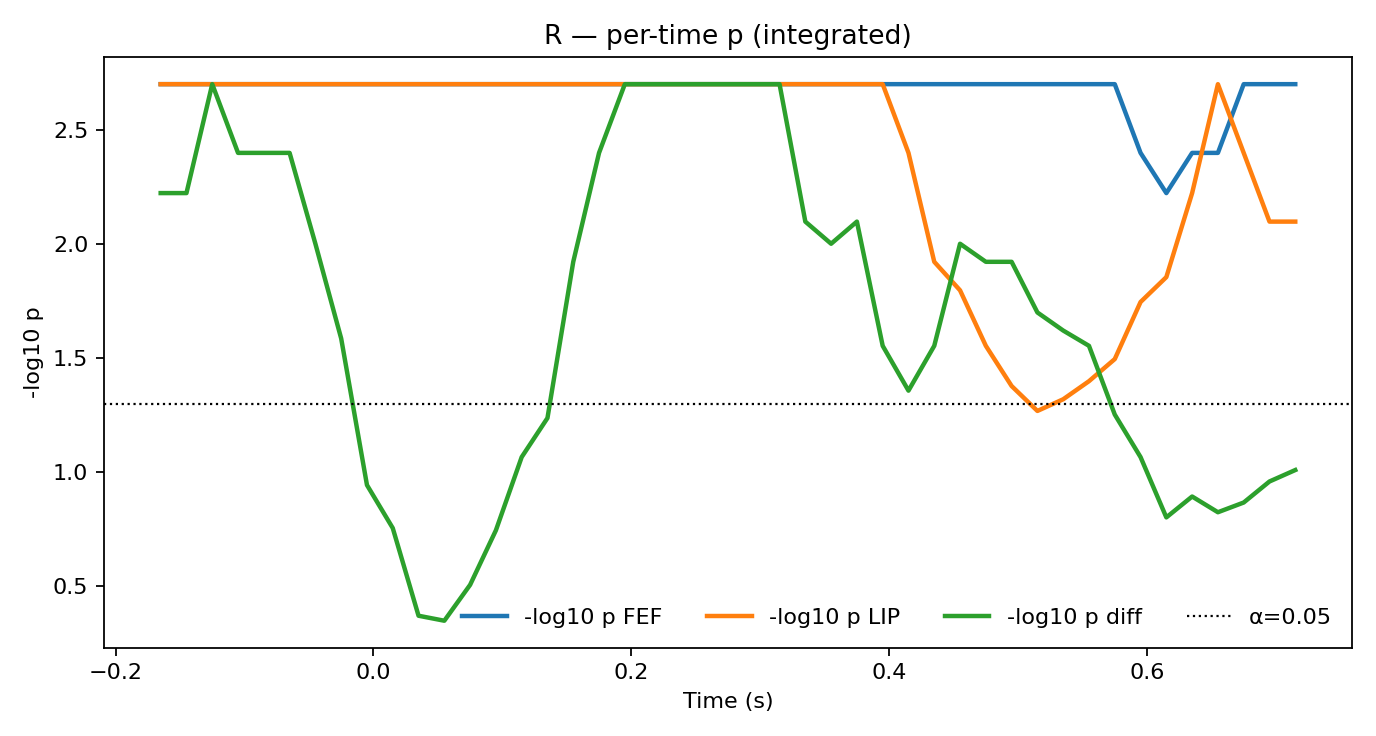 R — per-time p (integrated)
-log10 p
2.5
2.0
1.5
1.0
0.5
-log10 p FEF
-log10 p LIP
-log10 p diff
α=0.05
−0.2
0.0
0.2
0.4
0.6
Time (s)